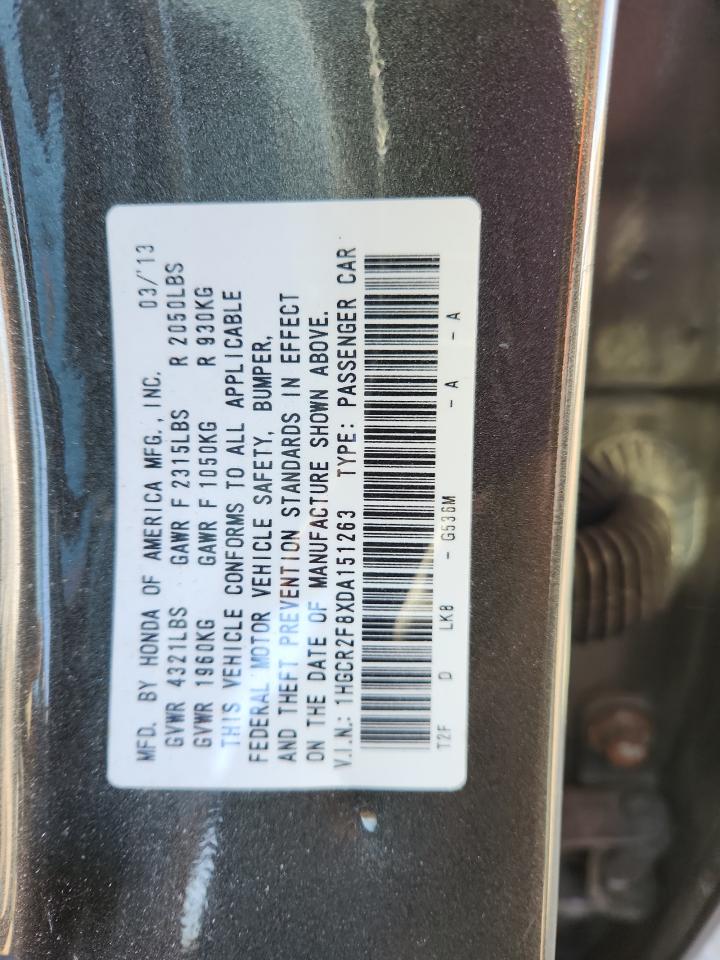 MFD. BY HONDA OF AMERICA MFG., INC. 03/'13
GVWR 4321LBS GAWR F 2315LBS R 2050LBS
GVWR 1960KG GAWR F 1050KG R 930KG
THIS VEHICLE CONFORMS TO ALL APPLICABLE
FEDERAL MOTOR VEHICLE SAFETY, BUMPER,
AND THEFT PREVENTION STANDARDS IN EFFECT
ON THE DATE OF MANUFACTURE SHOWN ABOVE.
V.I.N.: 1HGCR2F8XDA151263 TYPE: PASSENGER CAR
T2F D LK8 - G536M - A - A